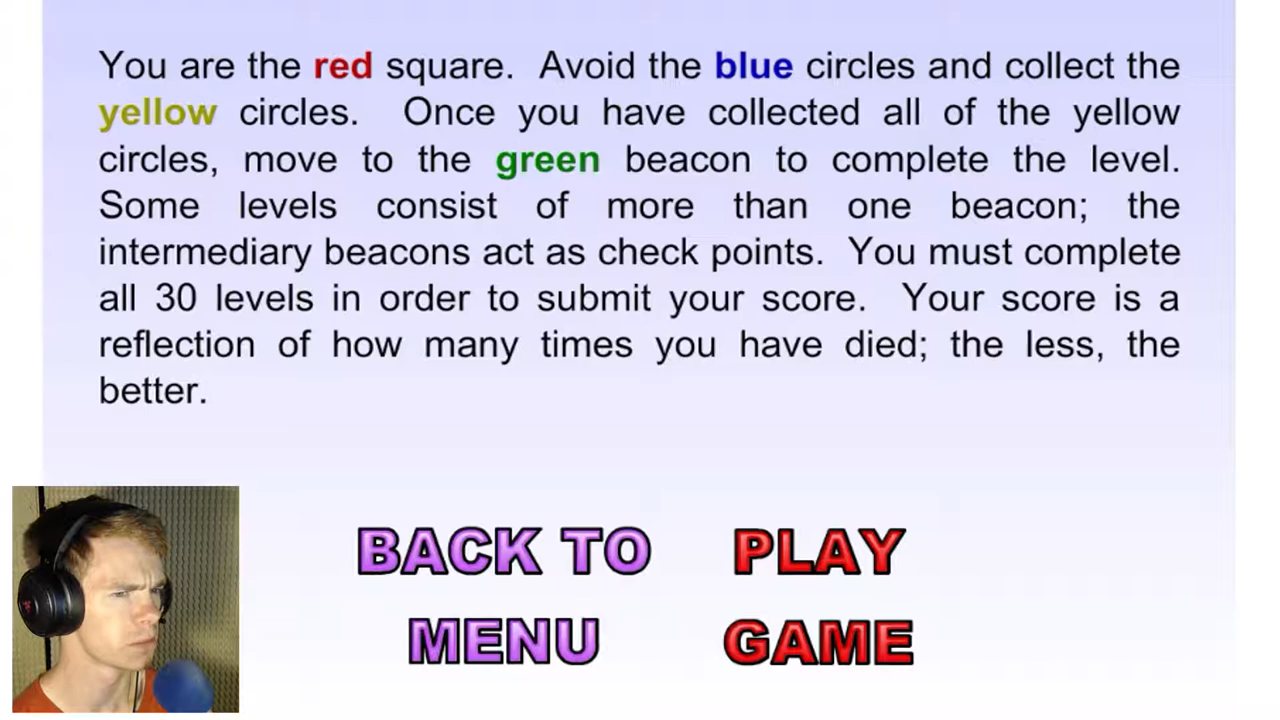 You are the red square. Avoid the blue circles and collect the
yellow circles. Once you have collected all of the yellow
circles, move to the green beacon to complete the level.
Some levels consist of more than one beacon; the
intermediary beacons act as check points. You must complete
all 30 levels in order to submit your score. Your score is a
reflection of how many times you have died; the less, the
better.
BACK TO
MENU
PLAY
GAME